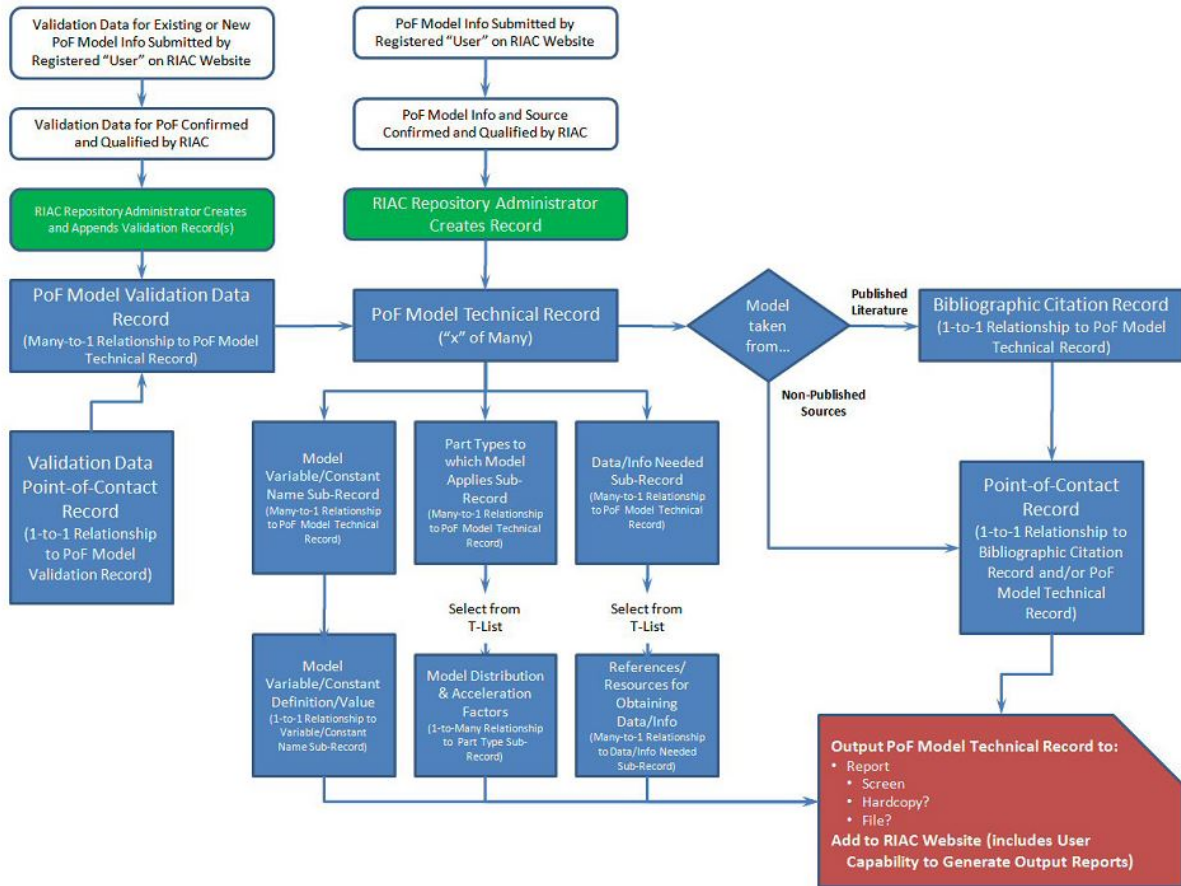 Validation Data for Existing or New
PoF Model Info Submitted by
Registered “User” on RIAC Website
Validation Data for PoF Confirmed
and Qualified by RIAC
RIAC Repository Administrator Creates
and Appends Validation Record(s)
PoF Model Validation Data
Record
(Many-to-1 Relationship to PoF Model
Technical Record)
Validation Data
Point-of-Contact
Record
(1-to-1 Relationship
to PoF Model
Validation Record)
PoF Model Info Submitted by
Registered “User” on RIAC Website
PoF Model Info and Source
Confirmed and Qualified by RIAC
RIAC Repository Administrator
Creates Record
PoF Model Technical Record
(“x” of Many)
Model
taken
from...
Published
Literature
Non-Published
Sources
Bibliographic Citation Record
(1-to-1 Relationship to PoF Model
Technical Record)
Point-of-Contact
Record
(1-to-1 Relationship to
Bibliographic Citation
Record and/or PoF
Model Technical
Record)
Model
Variable/Constant
Name Sub-Record
(Many-to-1 Relationship
to PoF Model Technical
Record)
Part Types to
which Model
Applies Sub-
Record
(Many-to-1 Relationship
to PoF Model Technical
Record)
Data/Info Needed
Sub-Record
(Many-to-1 Relationship
to PoF Model Technical
Record)
Select from
T-List
Select from
T-List
Model
Variable/Constant
Definition/Value
(1-to-1 Relationship to
Variable/Constant
Name Sub-Record)
Model Distribution
& Acceleration
Factors
(1-to-Many Relationship
to Part Type Sub-
Record)
References/
Resources for
Obtaining
Data/Info
(Many-to-1 Relationship
to Data/Info Needed
Sub-Record)
Output PoF Model Technical Record to:
• Report
• Screen
• Hardcopy?
• File?
Add to RIAC Website (includes User
Capability to Generate Output Reports)